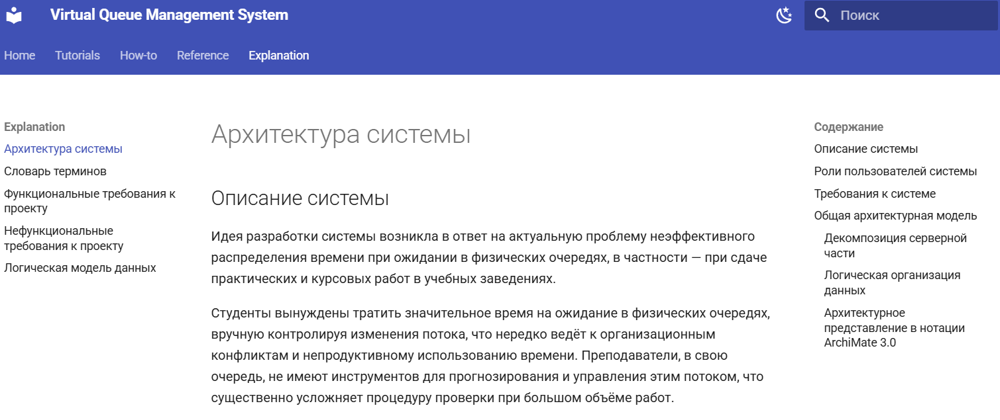 Virtual Queue Management System
Поиск
Home
Tutorials
How-to
Reference
Explanation
Explanation
Архитектура системы
Словарь терминов
Функциональные требования к
проекту
Нефункциональные
требования к проекту
Логическая модель данных
Архитектура системы
Описание системы
Идея разработки системы возникла в ответ на актуальную проблему неэффективного
распределения времени при ожидании в физических очередях, в частности — при сдаче
практических и курсовых работ в учебных заведениях.
Студенты вынуждены тратить значительное время на ожидание в физических очередях,
вручную контролируя изменения потока, что нередко ведёт к организационным
конфликтам и непродуктивному использованию времени. Преподаватели, в свою
очередь, не имеют инструментов для прогнозирования и управления этим потоком, что
существенно усложняет процедуру проверки при большом объёме работ.
Содержание
Описание системы
Роли пользователей системы
Требования к системе
Общая архитектурная модель
Декомпозиция серверной
части
Логическая организация
данных
Архитектурное
представление в нотации
ArchiMate 3.0